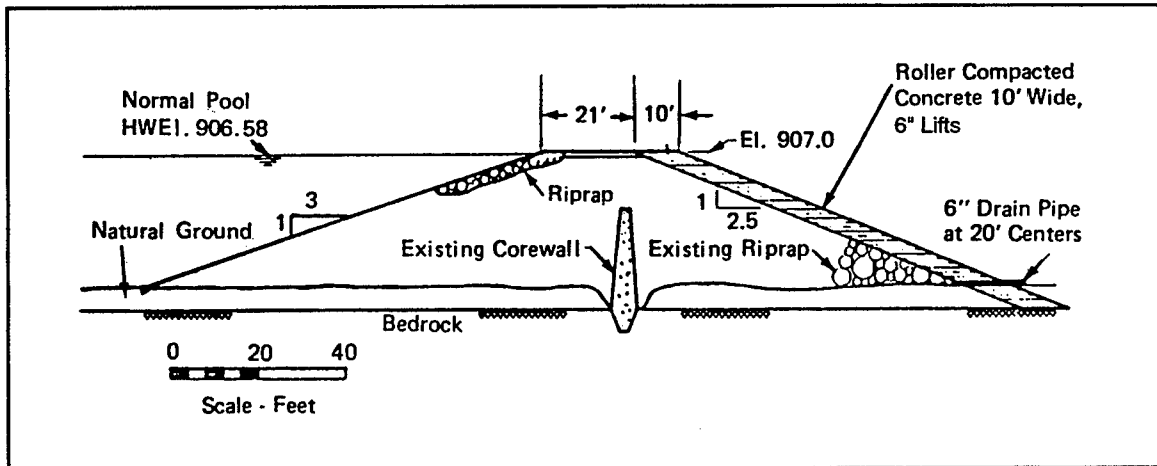 Normal Pool
HWEl. 906.58
21'
10'
Roller Compacted
Concrete 10' Wide,
6" Lifts
El. 907.0
Riprap
3
1
1
2.5
6" Drain Pipe
at 20' Centers
Natural Ground
Existing Corewall
Existing Riprap
Bedrock
0 20 40
Scale - Feet